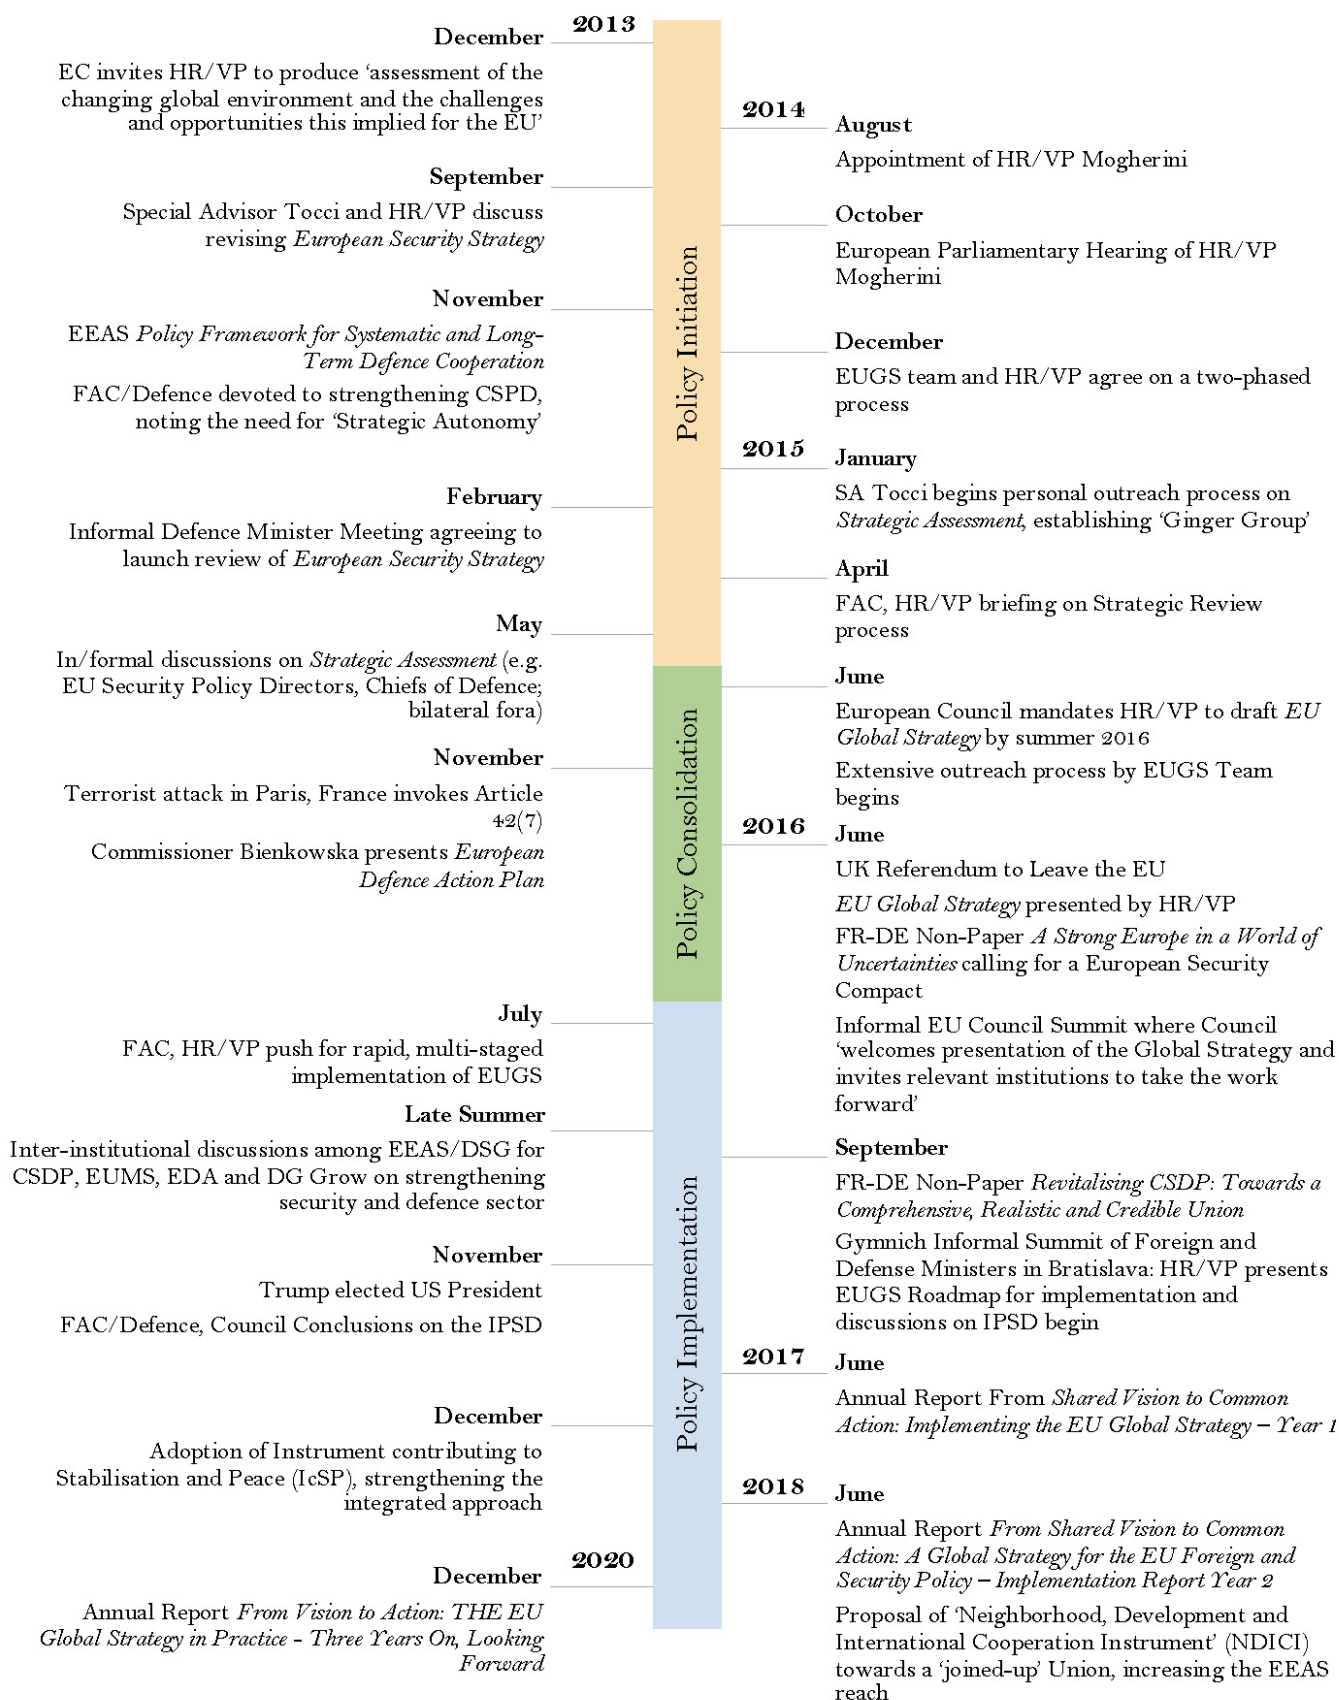 2013
December
EC invites HR/VP to produce ‘assessment of the
changing global environment and the challenges
and opportunities this implied for the EU’
2014
August
Appointment of HR/VP Mogherini
September
Special Advisor Tocci and HR/VP discuss
revising European Security Strategy
October
European Parliamentary Hearing of HR/VP
Mogherini
November
EEAS Policy Framework for Systematic and Long-
Term Defence Cooperation
FAC/Defence devoted to strengthening CSPD,
noting the need for ‘Strategic Autonomy’
December
EUGS team and HR/VP agree on a two-phased
process
Policy Initiation
2015
January
SA Tocci begins personal outreach process on
Strategic Assessment, establishing ‘Ginger Group’
February
Informal Defence Minister Meeting agreeing to
launch review of European Security Strategy
April
FAC, HR/VP briefing on Strategic Review
process
May
In/formal discussions on Strategic Assessment (e.g.
EU Security Policy Directors, Chiefs of Defence;
bilateral fora)
June
European Council mandates HR/VP to draft EU
Global Strategy by summer 2016
Extensive outreach process by EUGS Team
begins
November
Terrorist attack in Paris, France invokes Article
42(7)
Commissioner Bienkowska presents European
Defence Action Plan
Policy Consolidation
2016
June
UK Referendum to Leave the EU
EU Global Strategy presented by HR/VP
FR-DE Non-Paper A Strong Europe in a World of
Uncertainties calling for a European Security
Compact
Informal EU Council Summit where Council
‘welcomes presentation of the Global Strategy and
invites relevant institutions to take the work
forward’
July
FAC, HR/VP push for rapid, multi-staged
implementation of EUGS
Late Summer
Inter-institutional discussions among EEAS/DSG for
CSDP, EUMS, EDA and DG Grow on strengthening
security and defence sector
September
FR-DE Non-Paper Revitalising CSDP: Towards a
Comprehensive, Realistic and Credible Union
Gymnich Informal Summit of Foreign and
Defense Ministers in Bratislava: HR/VP presents
EUGS Roadmap for implementation and
discussions on IPSD begin
November
Trump elected US President
FAC/Defence, Council Conclusions on the IPSD
Policy Implementation
2017
June
Annual Report From Shared Vision to Common
Action: Implementing the EU Global Strategy – Year 1
December
Adoption of Instrument contributing to
Stabilisation and Peace (IcSP), strengthening the
integrated approach
2018
June
Annual Report From Shared Vision to Common
Action: A Global Strategy for the EU Foreign and
Security Policy – Implementation Report Year 2
Proposal of ‘Neighborhood, Development and
International Cooperation Instrument’ (NDICI)
towards a ‘joined-up’ Union, increasing the EEAS
reach
2020
December
Annual Report From Vision to Action: THE EU
Global Strategy in Practice - Three Years On, Looking
Forward